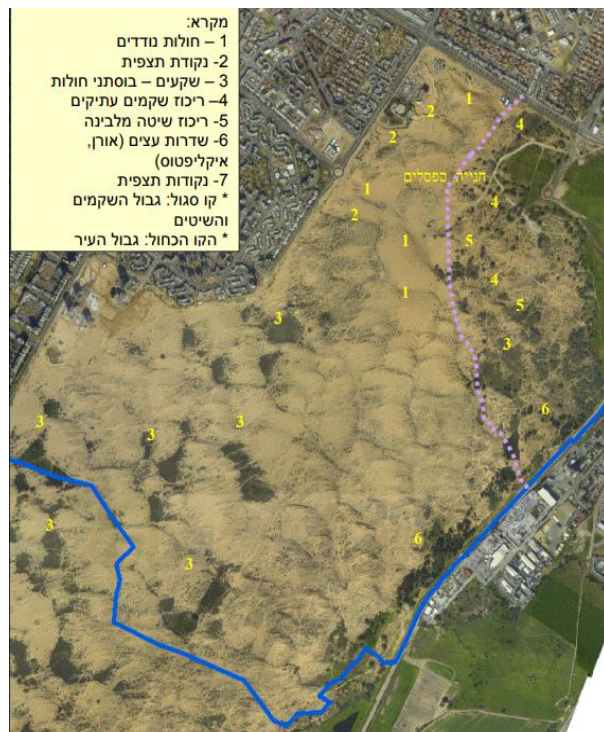 מקרא:
1 – חולות נודדים
2- נקודת תצפית
3 – שקעים – בוסתני חולות
4– ריכוז שקמים עתיקים
5- ריכוז שיטה מלבינה
6- שדרות עצים (אורן,
איקליפטוס)
7- נקודות תצפית
* קו סגול: גבול השקמים
והשיטים
* הקו הכחול: גבול העיר
1
2
4
2
חנייה, ספסלים
1
4
2
1
5
4
1
5
3
3
6
3
3
3
3
6
3